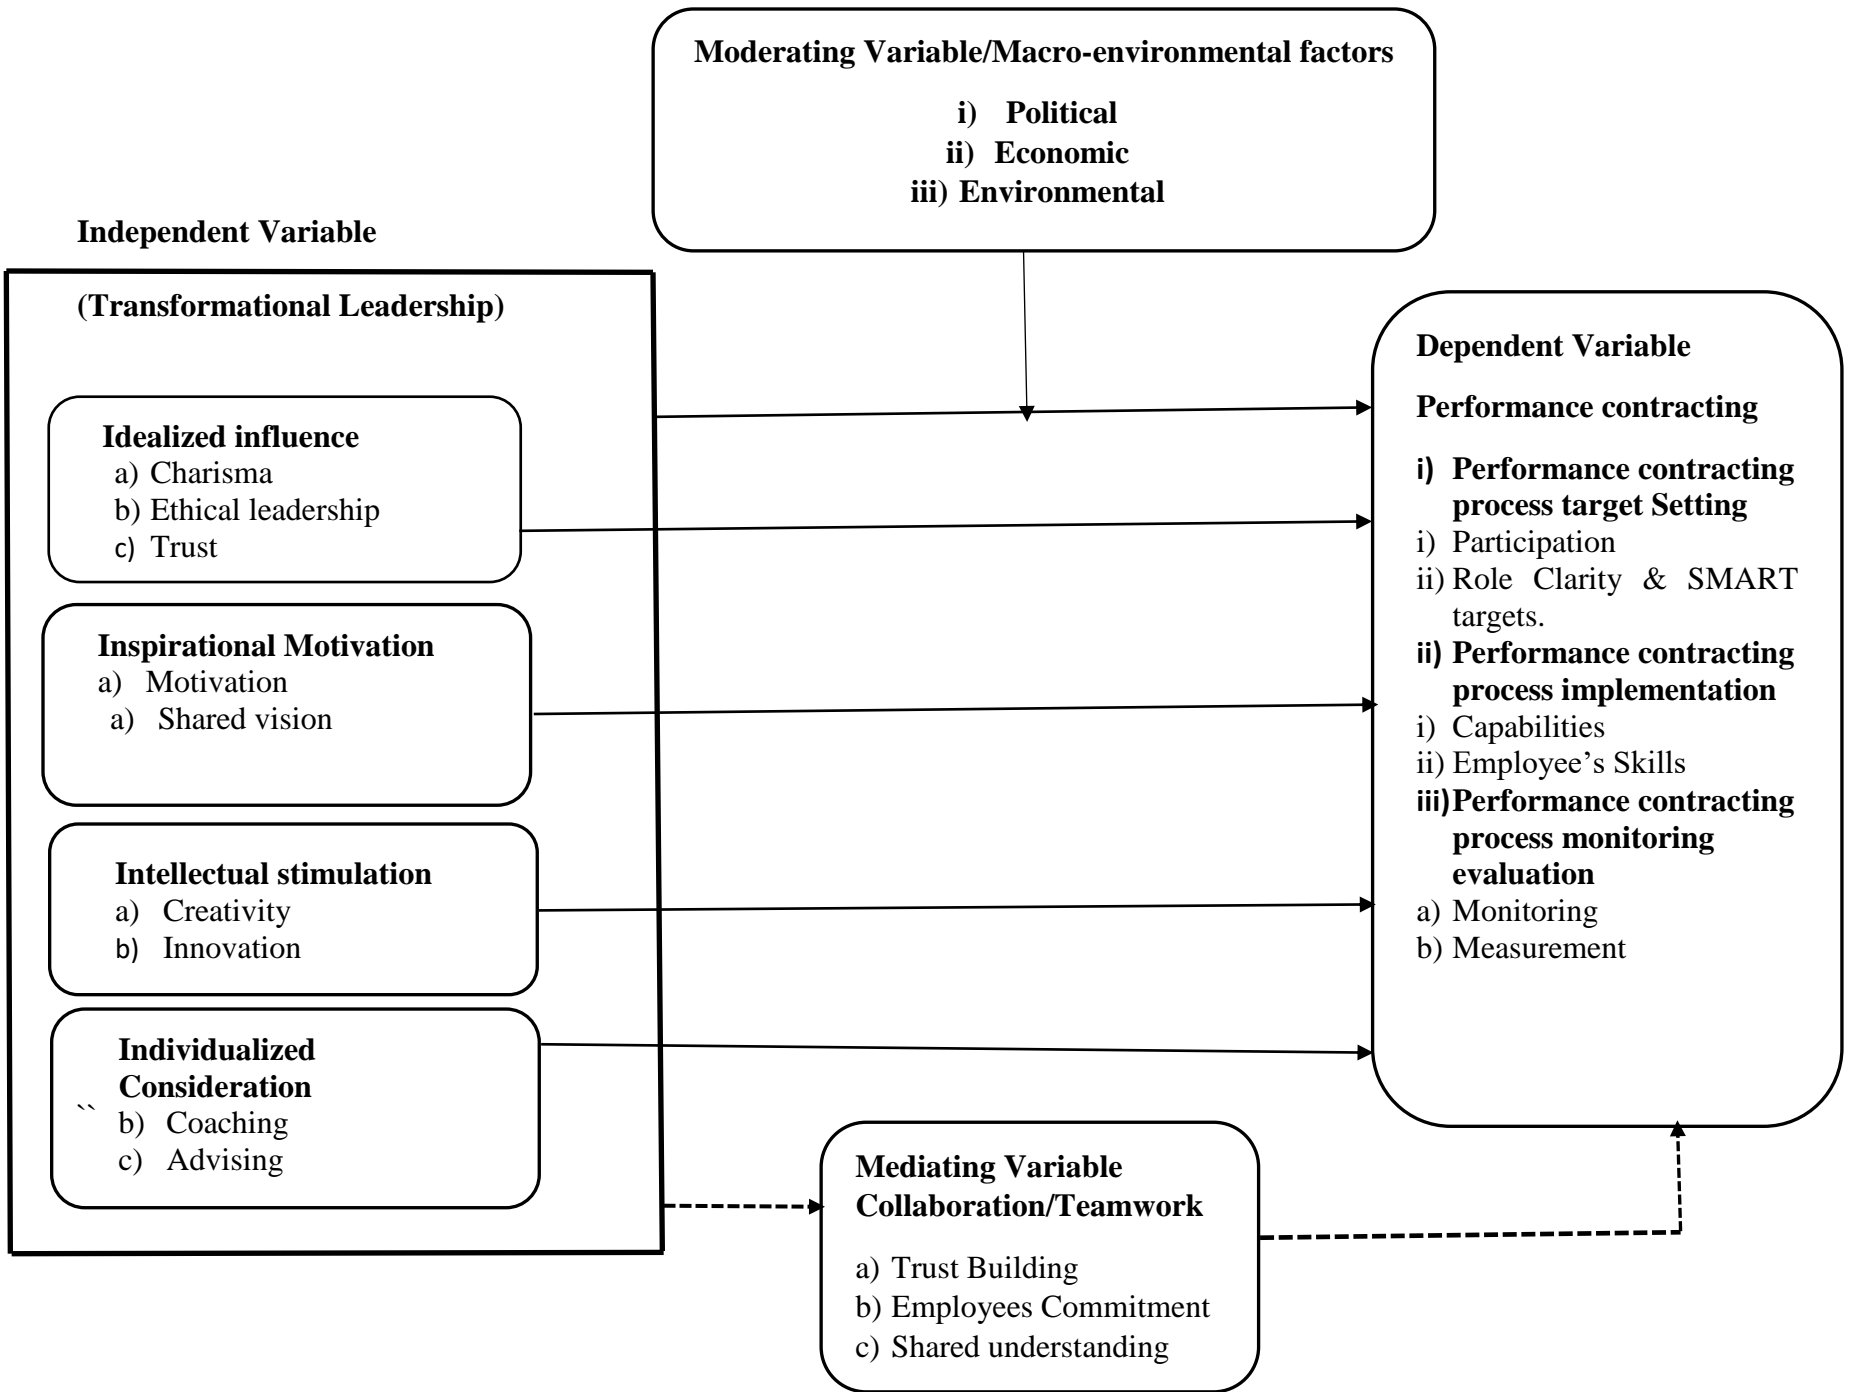 Moderating Variable/Macro-environmental factors
i) Political
ii) Economic
iii) Environmental
Independent Variable
(Transformational Leadership)
Idealized influence
a) Charisma
b) Ethical leadership
c) Trust
Inspirational Motivation
a) Motivation
a) Shared vision
Intellectual stimulation
a) Creativity
b) Innovation
Individualized
Consideration
`` b) Coaching
c) Advising
Mediating Variable
Collaboration/Teamwork
a) Trust Building
b) Employees Commitment
c) Shared understanding
Dependent Variable
Performance contracting
i) Performance contracting
process target Setting
i) Participation
ii) Role Clarity & SMART
targets.
ii) Performance contracting
process implementation
i) Capabilities
ii) Employee’s Skills
iii)Performance contracting
process monitoring
evaluation
a) Monitoring
b) Measurement